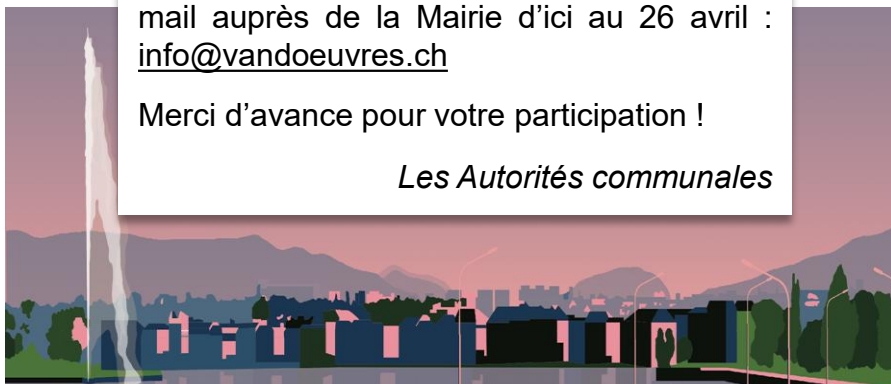 mail auprès de la Mairie d'ici au 26 avril :
info@vandoeuvres.ch
Merci d'avance pour votre participation !
Les Autorités communales